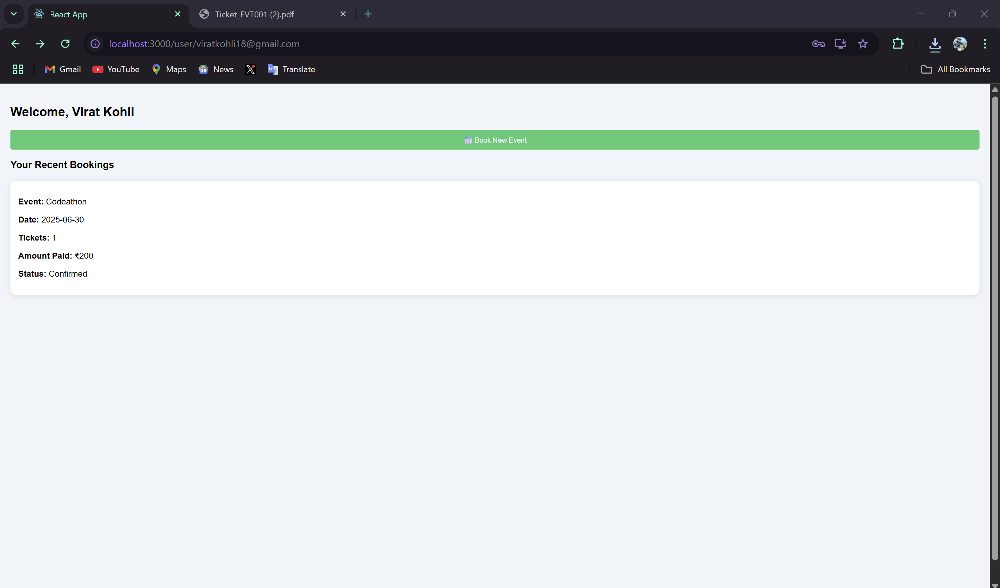 React App
Ticket_EVT001 (2).pdf
localhost:3000/user/viratkohli18@gmail.com
Gmail YouTube Maps News Translate All Bookmarks
Welcome, Virat Kohli
Book New Event
Your Recent Bookings
Event: Codeathon
Date: 2025-06-30
Tickets: 1
Amount Paid: ₹200
Status: Confirmed